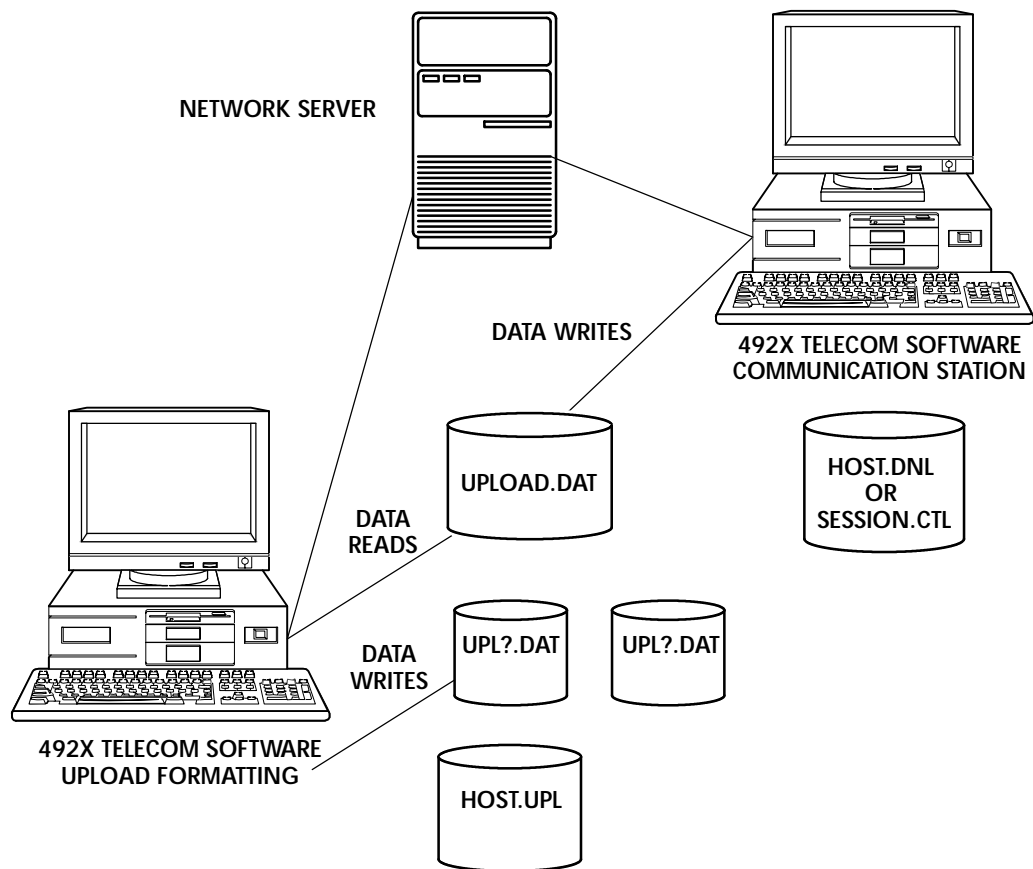 NETWORK SERVER
DATA WRITES
492X TELECOM SOFTWARE
COMMUNICATION STATION
UPLOAD.DAT
HOST.DNL
OR
SESSION.CTL
DATA
READS
UPL?.DAT
UPL?.DAT
DATA
WRITES
492X TELECOM SOFTWARE
UPLOAD FORMATTING
HOST.UPL